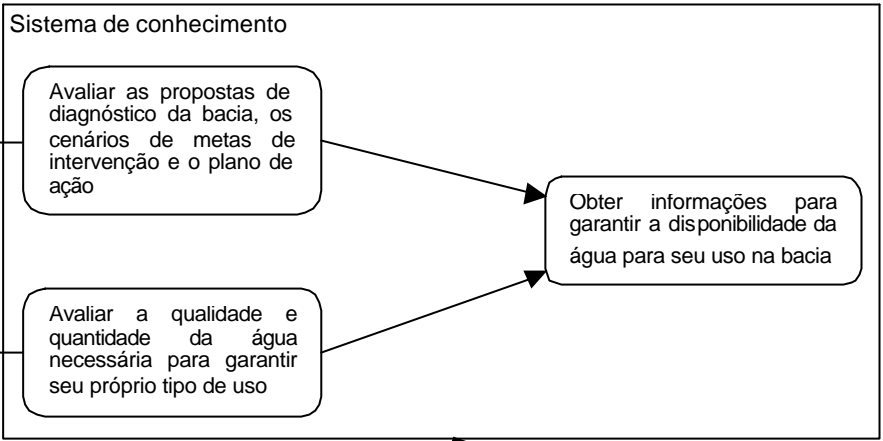 Sistema de conhecimento
Avaliar as propostas de
diagnóstico da bacia, os
cenários de metas de
intervenção e o plano de
ação
Obter informações para
garantir a disponibilidade da
água para seu uso na bacia
Avaliar a qualidade e
quantidade da água
necessária para garantir
seu próprio tipo de uso